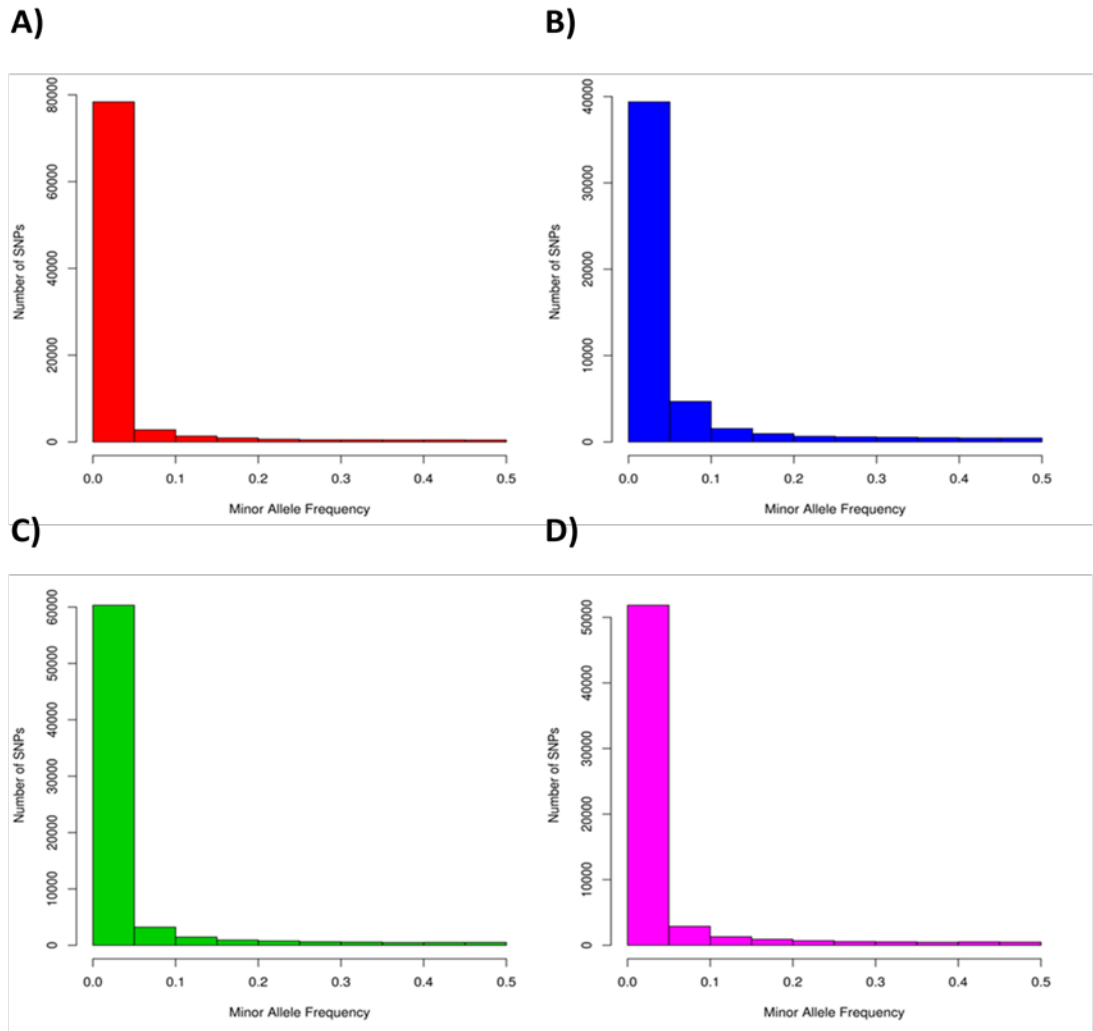 A)
B)
80000
60000
40000
20000
0
Number of SNPs
0.0 0.1 0.2 0.3 0.4 0.5
Minor Allele Frequency
40000
30000
20000
10000
0
Number of SNPs
0.0 0.1 0.2 0.3 0.4 0.5
Minor Allele Frequency
C)
D)
60000
50000
40000
30000
20000
10000
0
Number of SNPs
0.0 0.1 0.2 0.3 0.4 0.5
Minor Allele Frequency
50000
40000
30000
20000
10000
0
Number of SNPs
0.0 0.1 0.2 0.3 0.4 0.5
Minor Allele Frequency